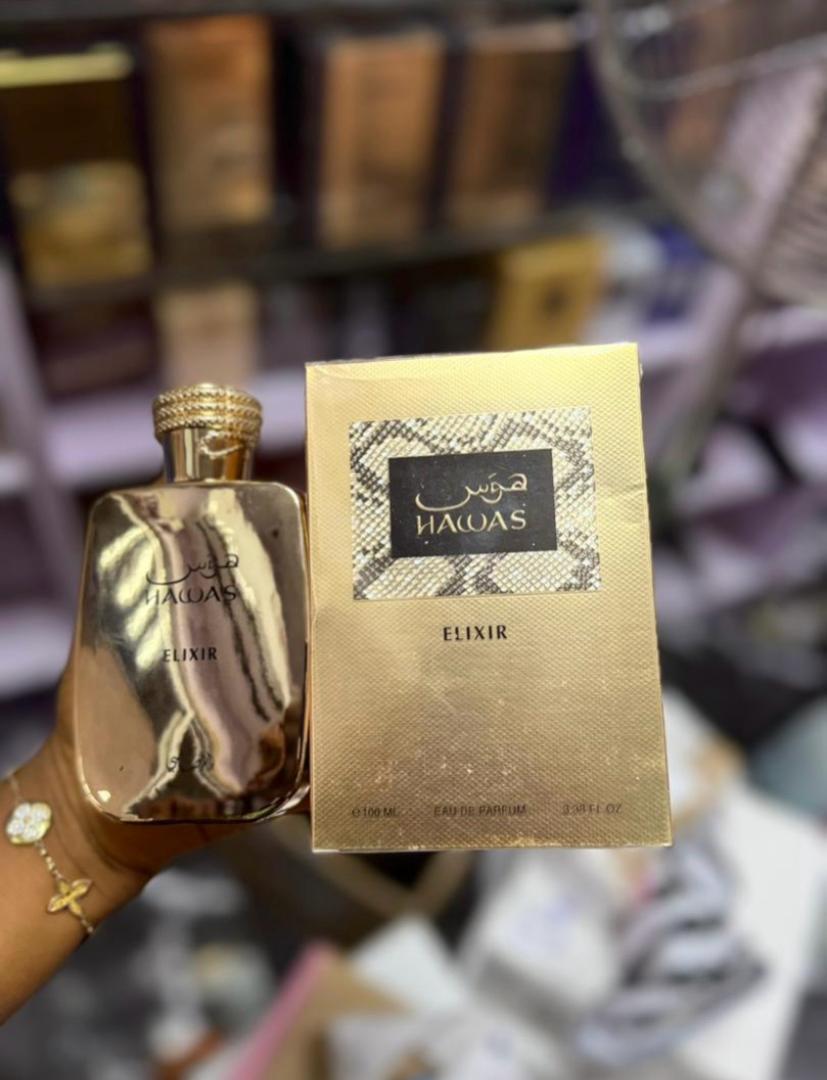 هوس
HAWAS
ELIXIR
هوس
HAWAS
ELIXIR
℮100 ML
EAU DE PARFUM
3.38 FL.OZ